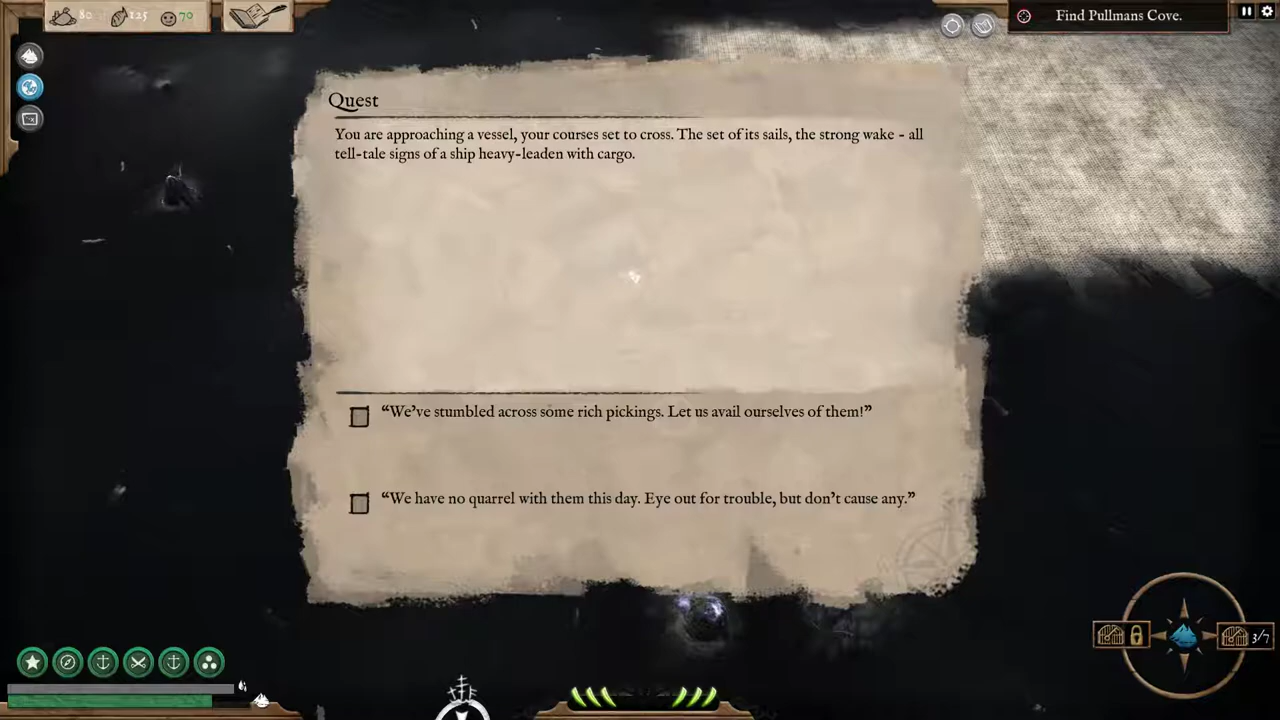 80 125 70
Find Pullmans Cove.
Quest
You are approaching a vessel, your courses set to cross. The set of its sails, the strong wake - all
tell-tale signs of a ship heavy-leaden with cargo.
“We've stumbled across some rich pickings. Let us avail ourselves of them!”
“We have no quarrel with them this day. Eye out for trouble, but don't cause any.”
3/7